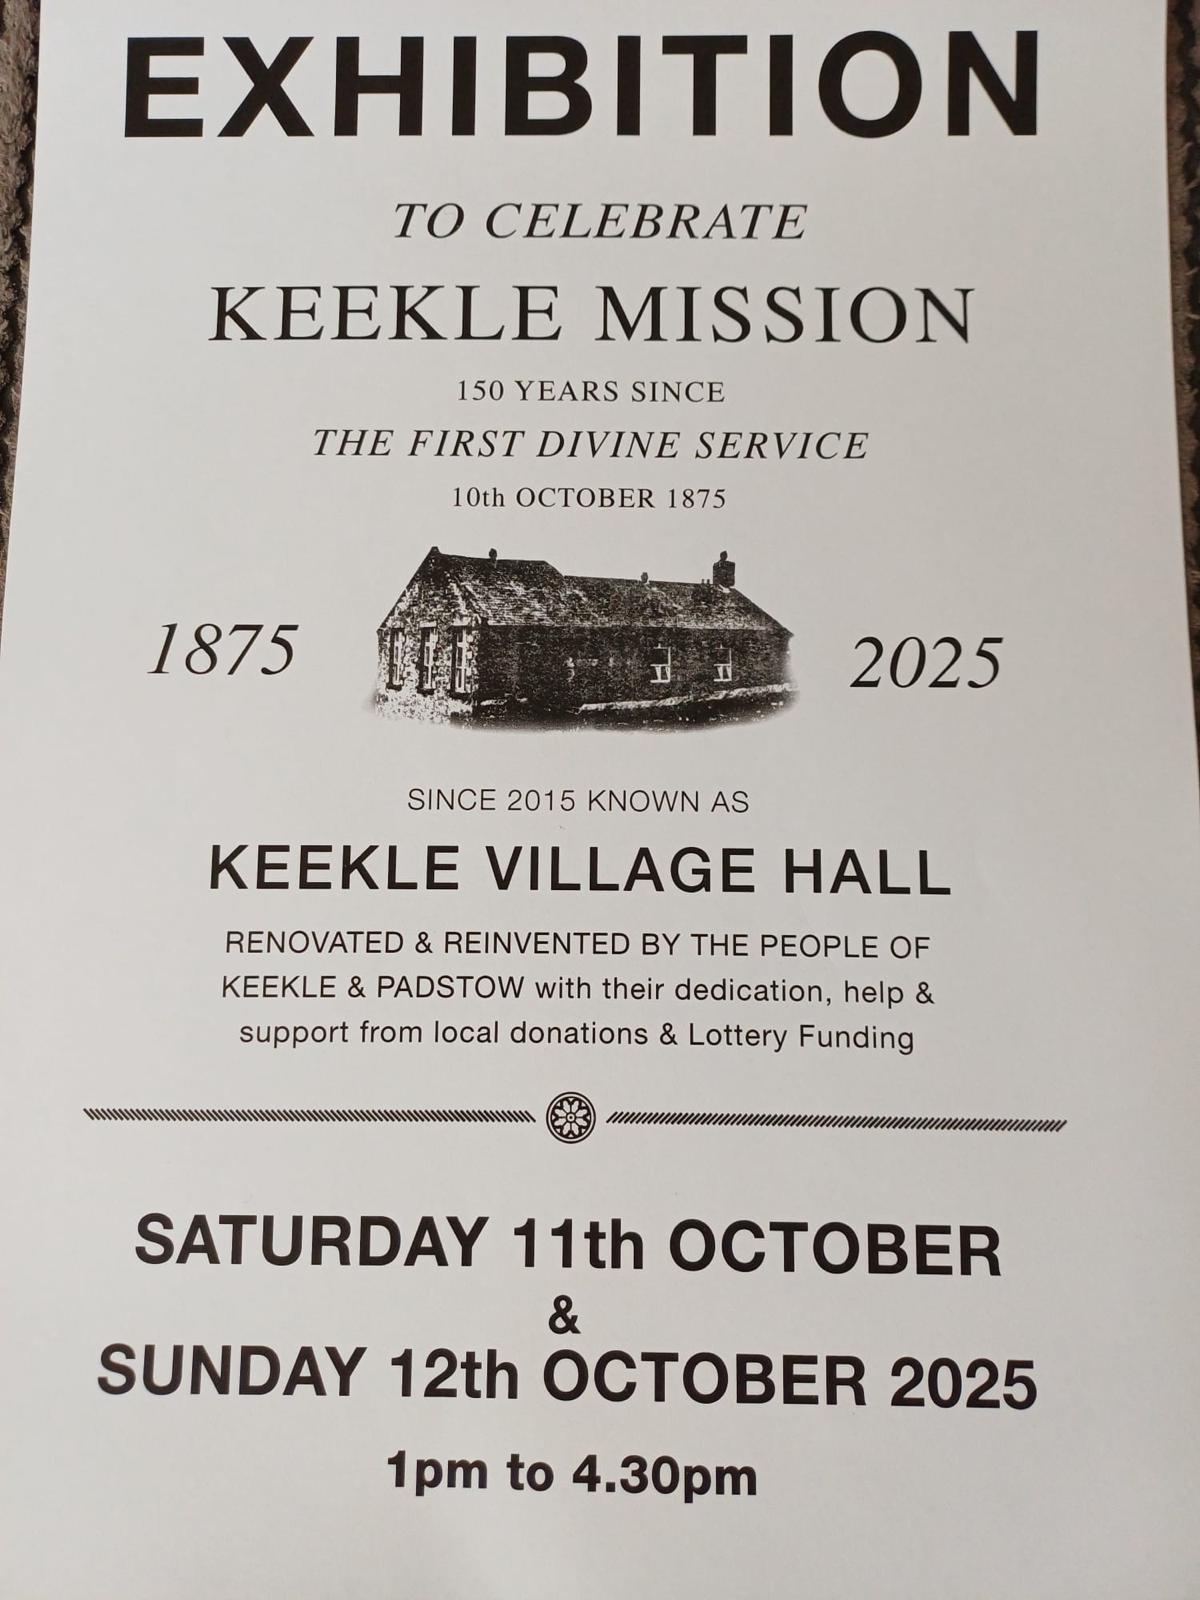 EXHIBITION
TO CELEBRATE
KEEKLE MISSION
150 YEARS SINCE
THE FIRST DIVINE SERVICE
10th OCTOBER 1875
1875
2025
SINCE 2015 KNOWN AS
KEEKLE VILLAGE HALL
RENOVATED & REINVENTED BY THE PEOPLE OF
KEEKLE & PADSTOW with their dedication, help &
support from local donations & Lottery Funding
SATURDAY 11th OCTOBER
&
SUNDAY 12th OCTOBER 2025
1pm to 4.30pm